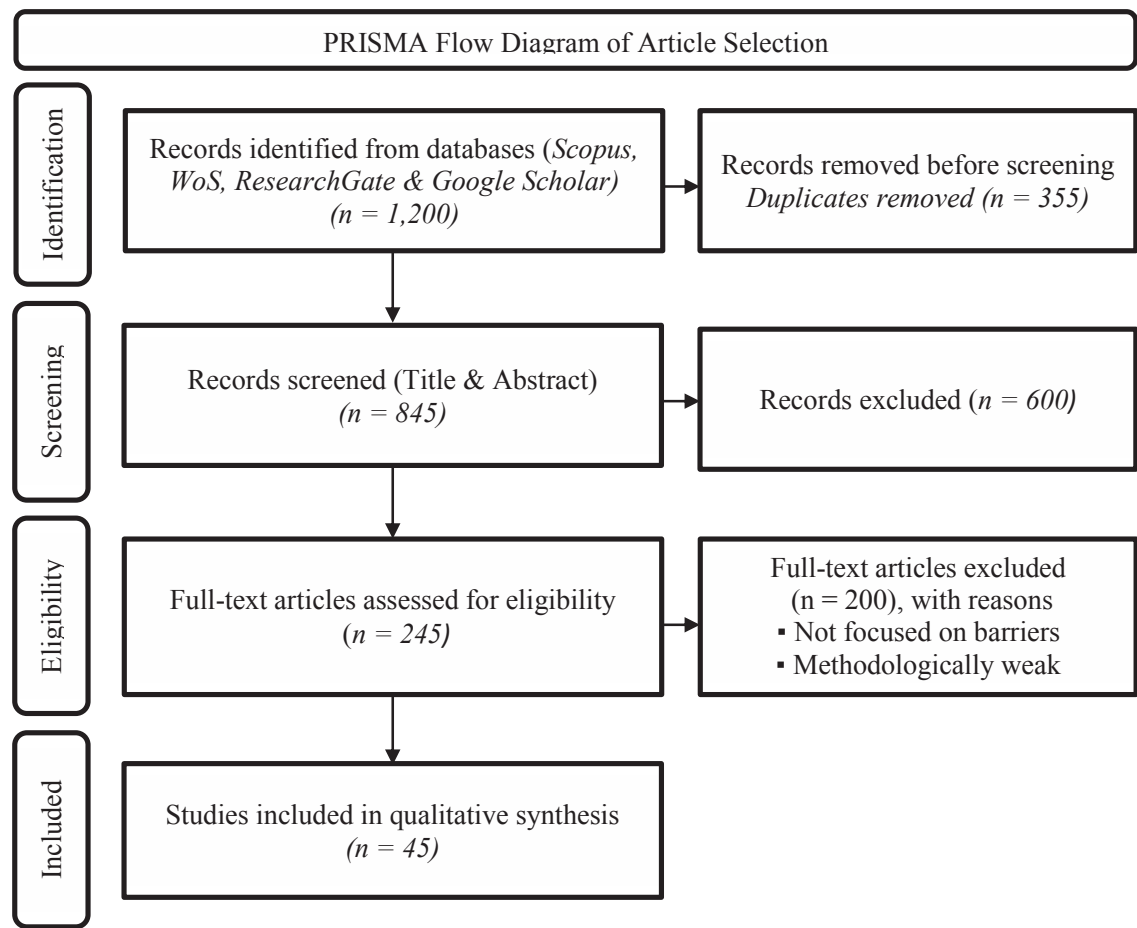 PRISMA Flow Diagram of Article Selection
Identification
Records identified from databases (Scopus,
WoS, ResearchGate & Google Scholar)
(n = 1,200)
Records removed before screening
Duplicates removed (n = 355)
Screening
Records screened (Title & Abstract)
(n = 845)
Records excluded (n = 600)
Eligibility
Full-text articles assessed for eligibility
(n = 245)
Full-text articles excluded
(n = 200), with reasons
▪ Not focused on barriers
▪ Methodologically weak
Included
Studies included in qualitative synthesis
(n = 45)